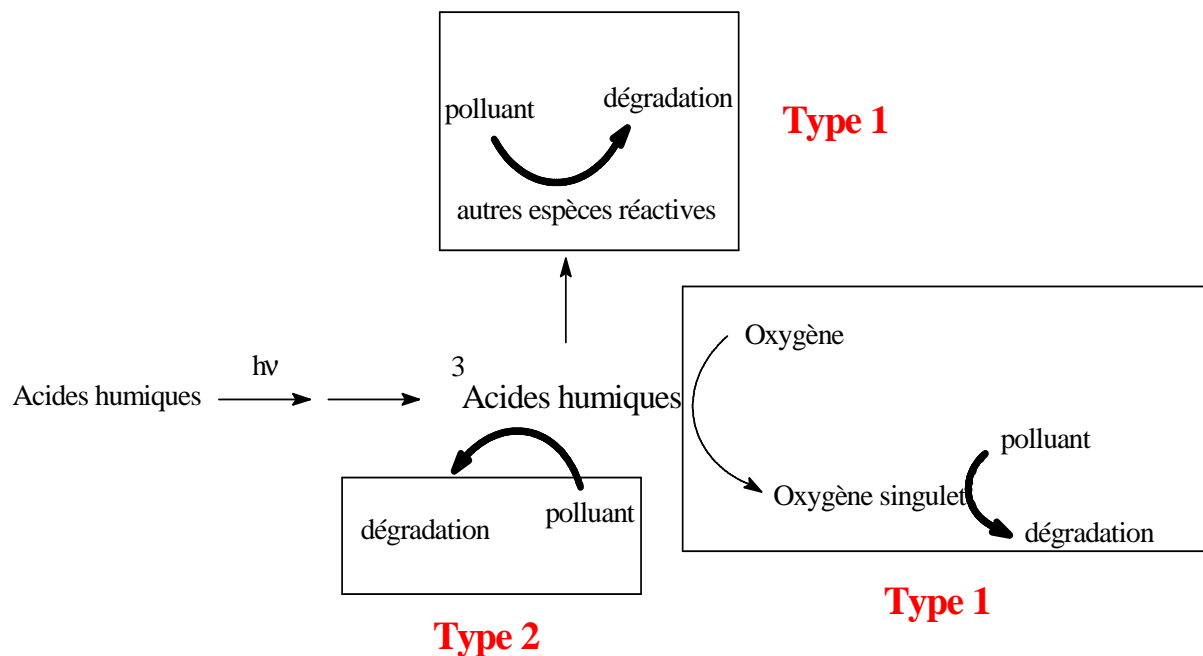 polluant
dégradation
autres espèces réactives
Type 1
Acides humiques
hν
3
Acides humiques
Oxygène
Oxygène singulet
polluant
dégradation
Type 1
dégradation
polluant
Type 2